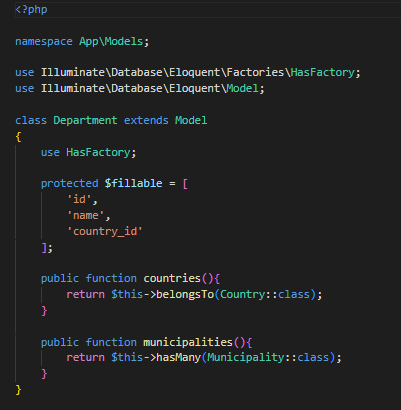 <?php
namespace App\Models;
use Illuminate\Database\Eloquent\Factories\HasFactory;
use Illuminate\Database\Eloquent\Model;
class Department extends Model
{
    use HasFactory;
    protected $fillable = [
        'id',
        'name',
        'country_id'
    ];
    public function countries(){
        return $this->belongsTo(Country::class);
    }
    public function municipalities(){
        return $this->hasMany(Municipality::class);
    }
}